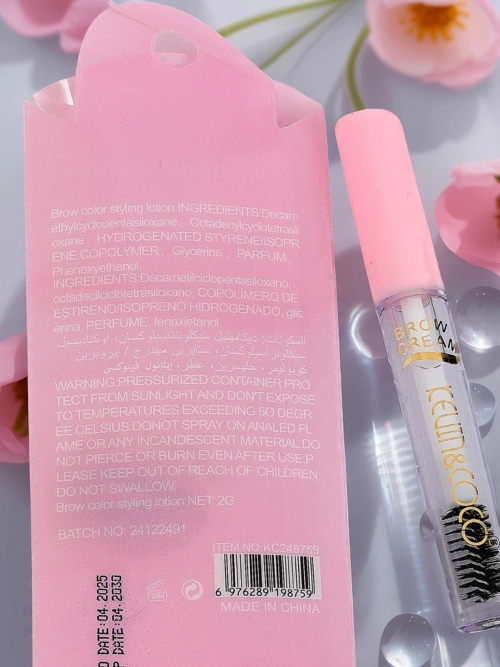 Brow color styling lotion INGREDIENTS:Decam
ethylcyclopentasiloxane, Octadecylcyclotetrasil
oxane, HYDROGENATED STYRENE/ISOPR
ENE COPOLYMER, Glycerine, PARFUM,
Phenoxyethanol.
INGREDIENTS:Decametilciclopentasiloxano,
octadecilciclotetrasiloxano, COPOLÍMERO DE
ESTIRENO/ISOPRENO HIDROGENADO, glic
erina, PERFUME; fenoxietanol.
WARNING:PRESSURIZED CONTAINER PRO
TECT FROM SUNLIGHT AND DON'T EXPOSE
TO TEMPERATURES EXCEEDING 5O DEGR
EE CELSIUS DONOT SPRAY ON ANALED FL
AME OR ANY INCANDESCENT MATERIAL.DO
NOT PIERCE OR BURN EVEN AFTER USE.P
LEASE KEEP OUT OF REACH OF CHILDREN
DO NOT SWALLOW.
Brow color styling lotion NET: 2G
BATCH NO: 24122491
ITEM NO:KC248759
6 976289 198759
MADE IN CHINA
DATE:04.2025
DATE:04.2030
BROW
DREAM
KEVIN&COCO